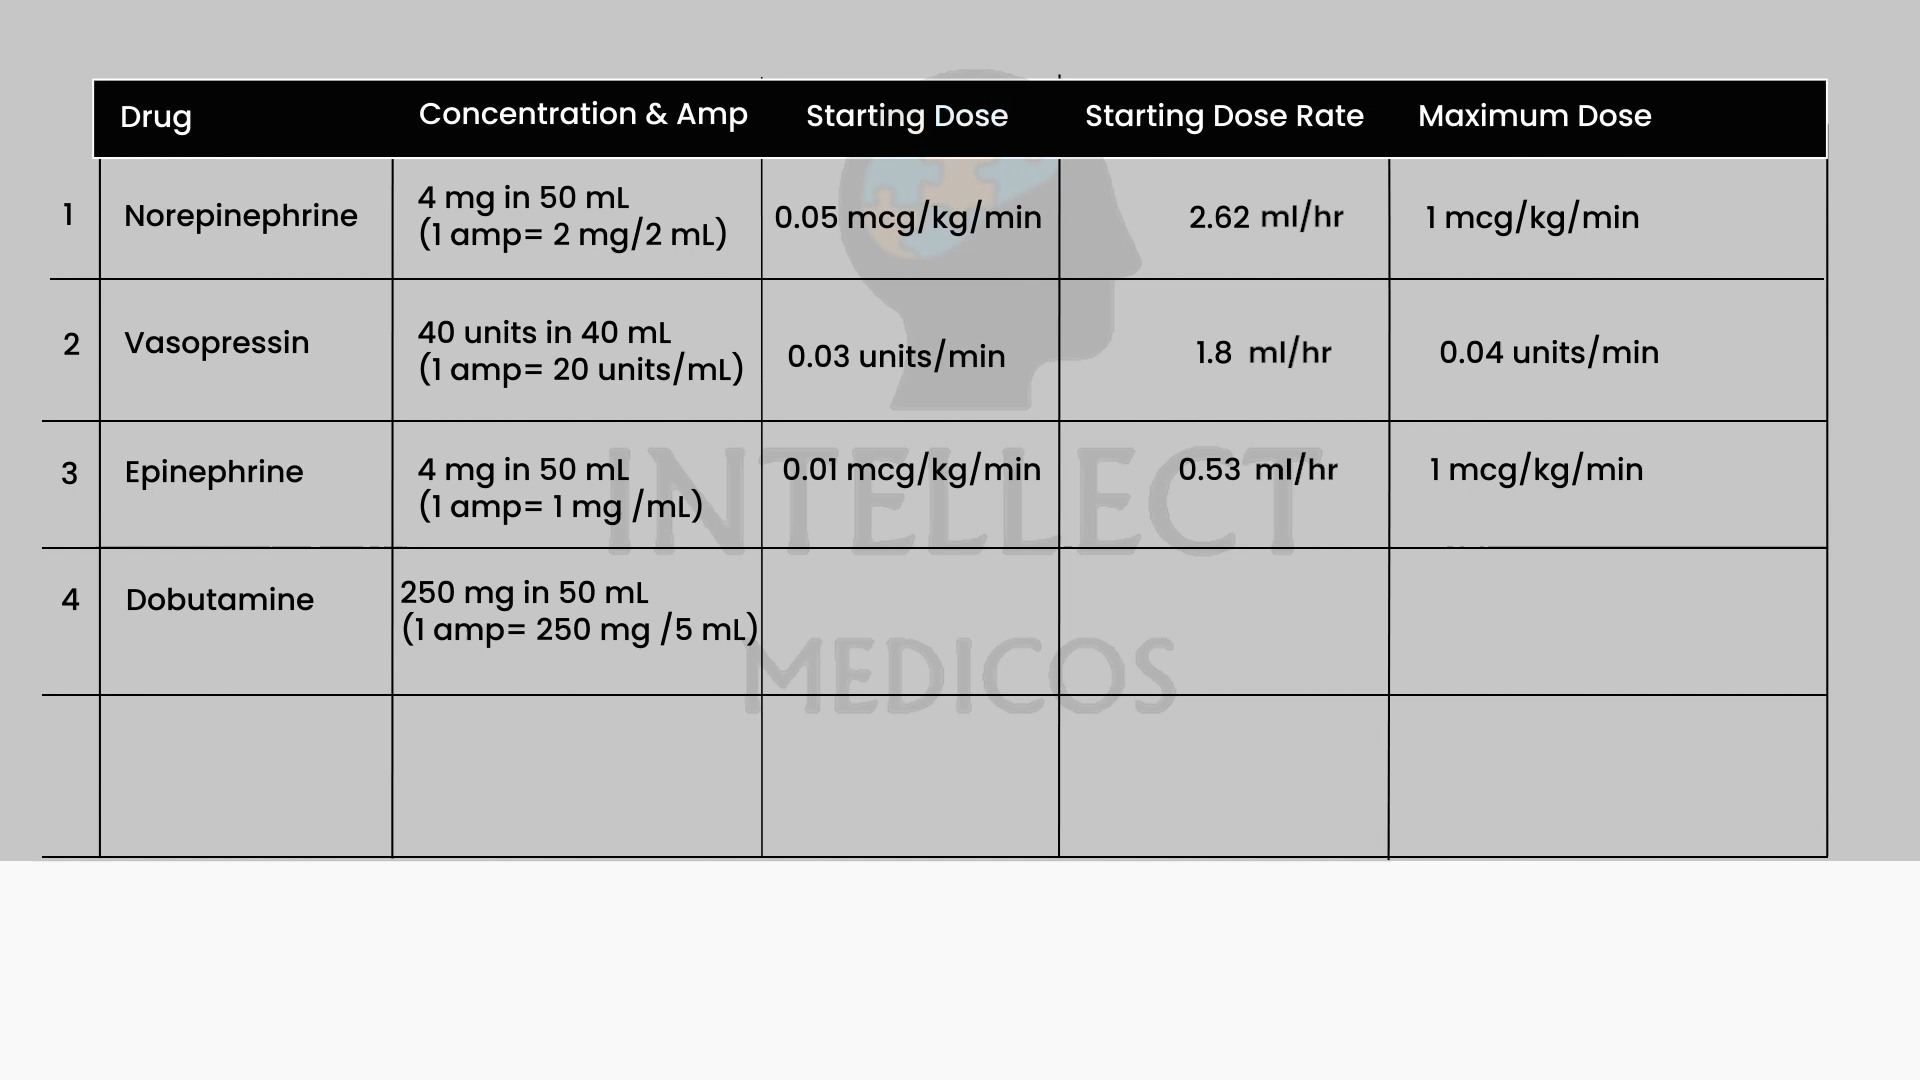 Drug Concentration & Amp Starting Dose Starting Dose Rate Maximum Dose
1 Norepinephrine 4 mg in 50 mL 0.05 mcg/kg/min 2.62 ml/hr 1 mcg/kg/min
(1 amp= 2 mg/2 mL)
2 Vasopressin 40 units in 40 mL 0.03 units/min 1.8 ml/hr 0.04 units/min
(1 amp= 20 units/mL)
3 Epinephrine 4 mg in 50 mL 0.01 mcg/kg/min 0.53 ml/hr 1 mcg/kg/min
(1 amp= 1 mg /mL)
4 Dobutamine 250 mg in 50 mL
(1 amp= 250 mg /5 mL)
INTELLECT
MEDICOS